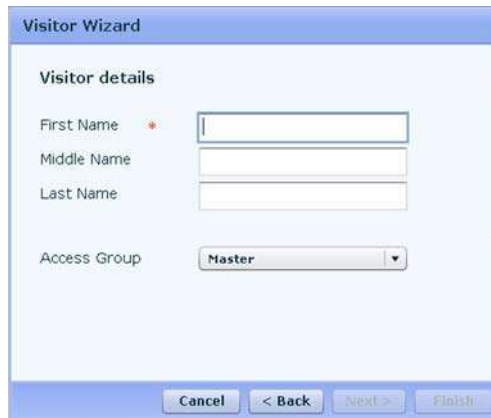 Visitor Wizard
Visitor details
First Name *
Middle Name
Last Name
Access Group Master
Cancel < Back Next > Finish